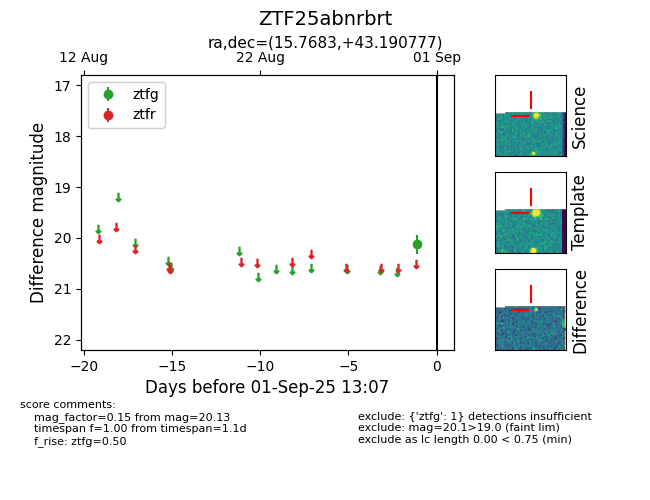 ZTF25abnrbrt
ra,dec=(15.7683,+43.190777)
12 Aug
22 Aug
01 Sep
ztfg
ztfr
17
18
19
20
21
22
Difference magnitude
−20
−15
−10
−5
0
Days before 01-Sep-25 13:07
Science
Template
Difference
score comments:
mag_factor=0.15 from mag=20.13
timespan f=1.00 from timespan=1.1d
f_rise: ztfg=0.50
exclude: {'ztfg': 1} detections insufficient
exclude: mag=20.1>19.0 (faint lim)
exclude as lc length 0.00 < 0.75 (min)